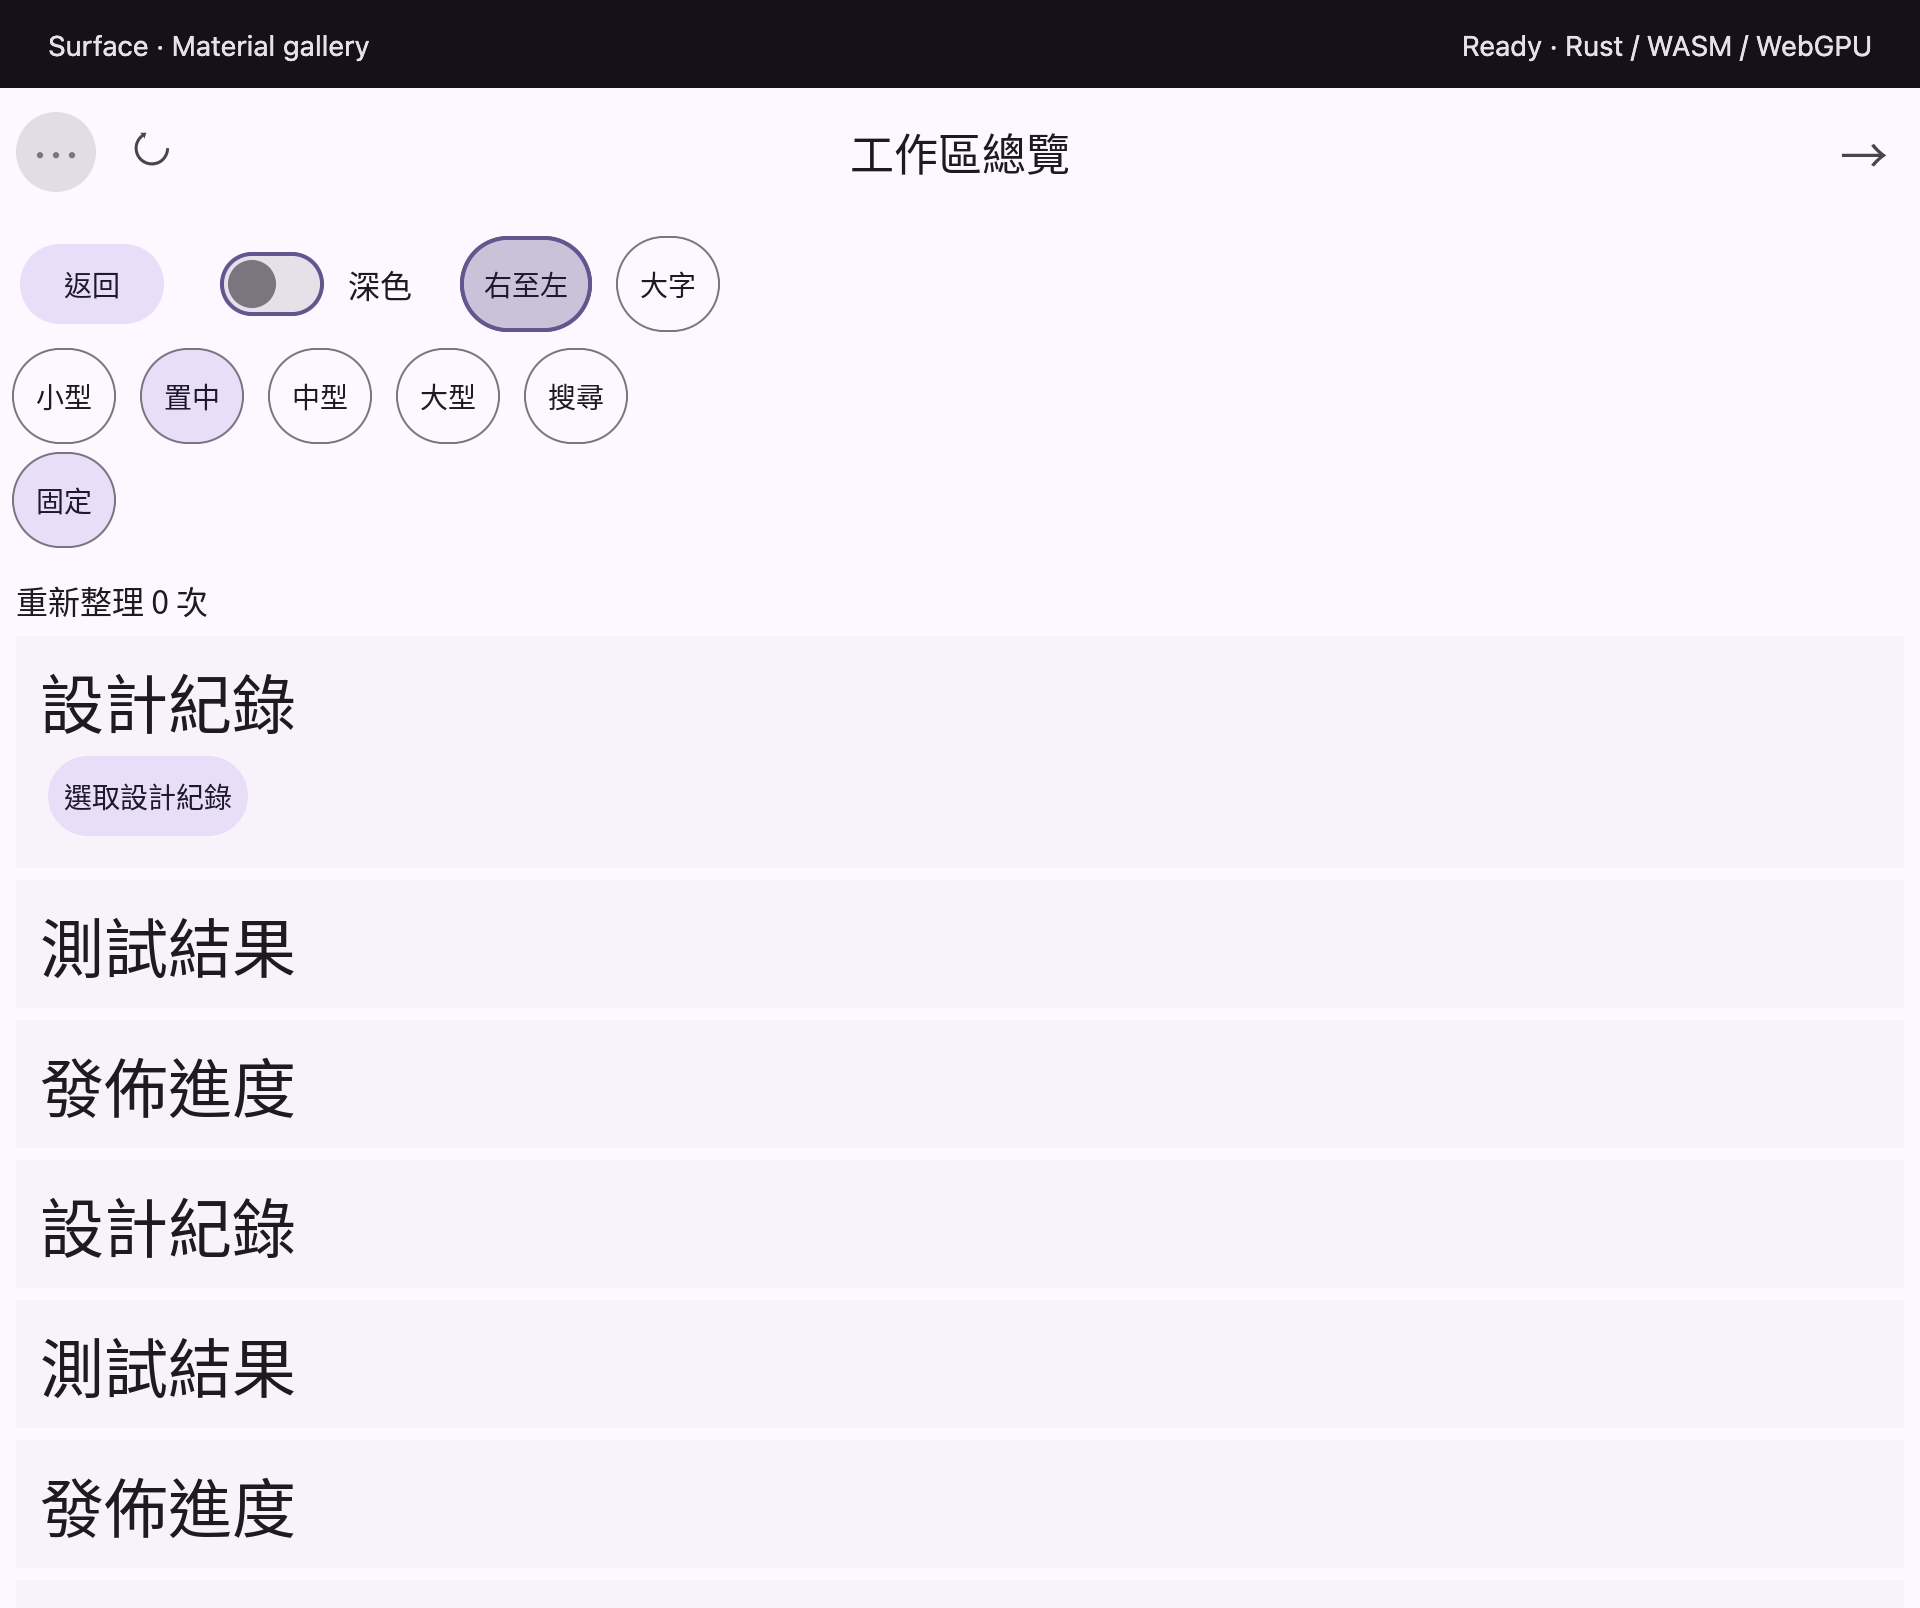 Surface · Material gallery
Ready · Rust / WASM / WebGPU
工作區總覽
返回
深色
右至左
大字
小型
置中
中型
大型
搜尋
固定
重新整理 0 次
設計紀錄
選取設計紀錄
測試結果
發佈進度
設計紀錄
測試結果
發佈進度